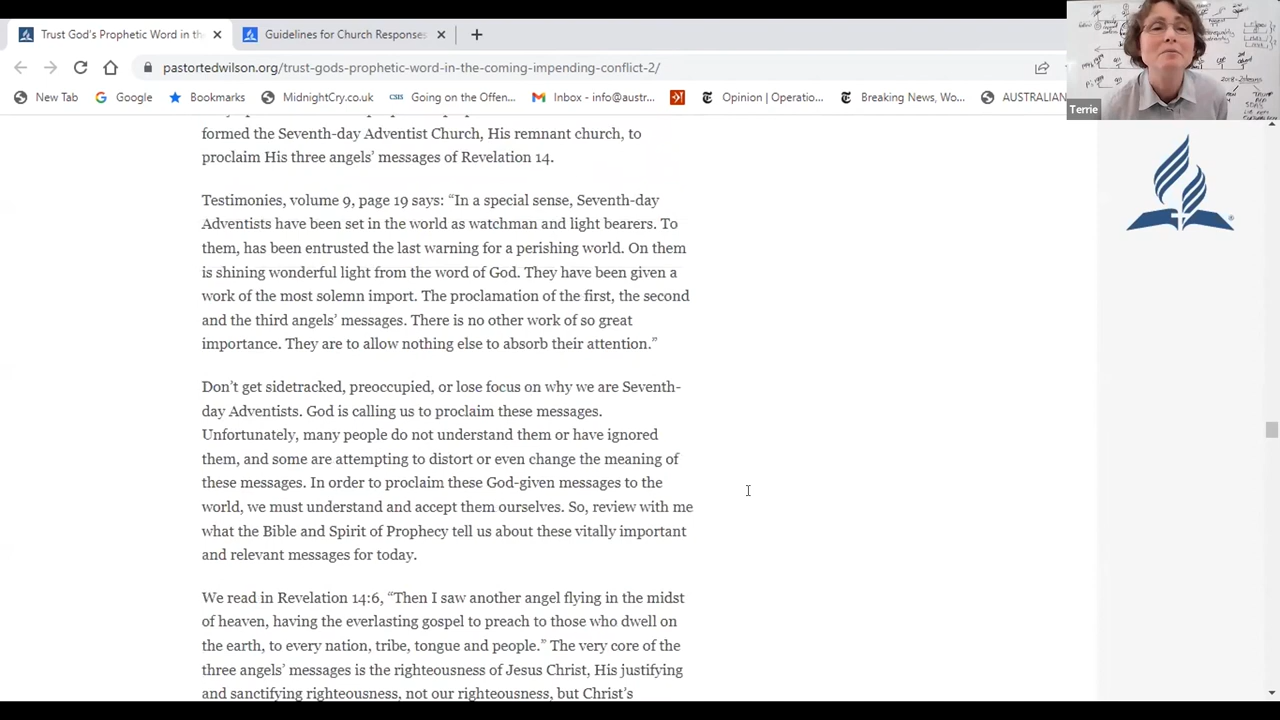 Trust God's Prophetic Word in the
Guidelines for Church Responses
pastortedwilson.org/trust-gods-prophetic-word-in-the-coming-impending-conflict-2/
New Tab
Google
Bookmarks
MidnightCry.cu
CSIS
Going on the Offen...
Inbox - info@austr...
Opinion | Operatio...
Breaking News, Wo...
AUSTRALIAN
Terrie
formed the Seventh-day Adventist Church, His remnant church, to
proclaim His three angels' messages of Revelation 14.
Testimonies, volume 9, page 19 says: “In a special sense, Seventh-day
Adventists have been set in the world as watchman and light bearers. To
them, has been entrusted the last warning for a perishing world. On them
is shining wonderful light from the word of God. They have been given a
work of the most solemn import. The proclamation of the first, the second
and the third angels' messages. There is no other work of so great
importance. They are to allow nothing else to absorb their attention.”
Don't get sidetracked, preoccupied, or lose focus on why we are Seventh-
day Adventists. God is calling us to proclaim these messages.
Unfortunately, many people do not understand them or have ignored
them, and some are attempting to distort or even change the meaning of
these messages. In order to proclaim these God-given messages to the
world, we must understand and accept them ourselves. So, review with me
what the Bible and Spirit of Prophecy tell us about these vitally important
and relevant messages for today.
We read in Revelation 14:6, “Then I saw another angel flying in the midst
of heaven, having the everlasting gospel to preach to those who dwell on
the earth, to every nation, tribe, tongue and people.” The very core of the
three angels' messages is the righteousness of Jesus Christ, His justifying
and sanctifying righteousness, not our righteousness, but Christ's